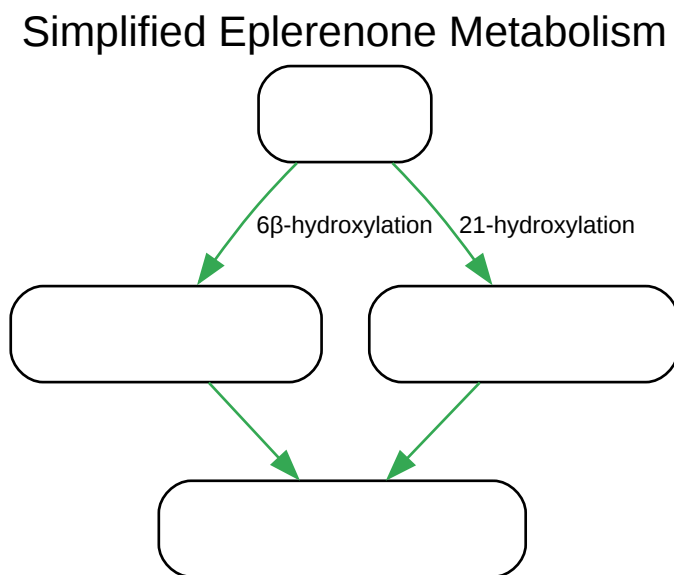 Simplified Eplerenone Metabolism
6β-hydroxylation
21-hydroxylation